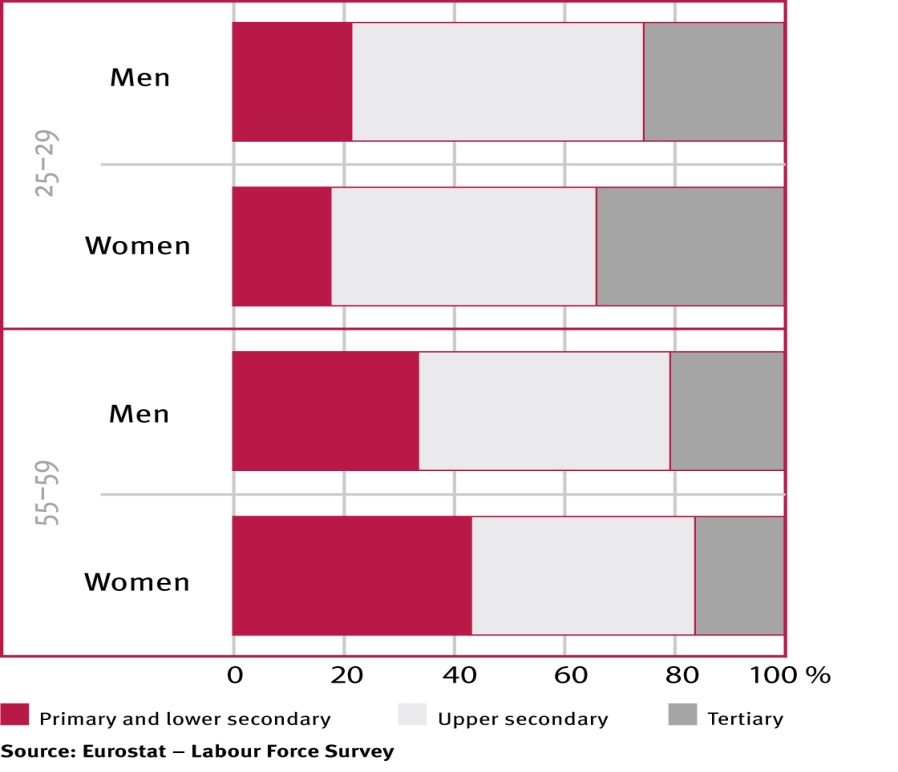 25–29
Men
Women
55–59
Men
Women
0 20 40 60 80 100 %
Primary and lower secondary Upper secondary Tertiary
Source: Eurostat – Labour Force Survey